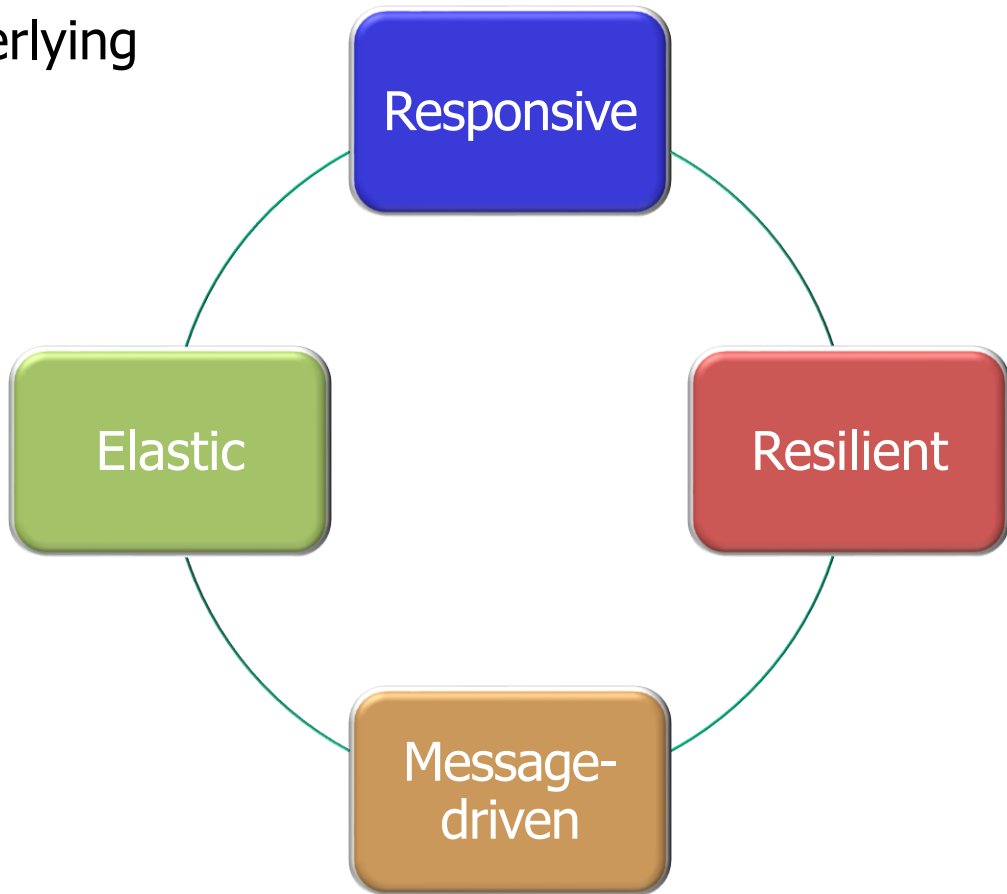 erlying
Responsive
Elastic
Resilient
Message-
driven